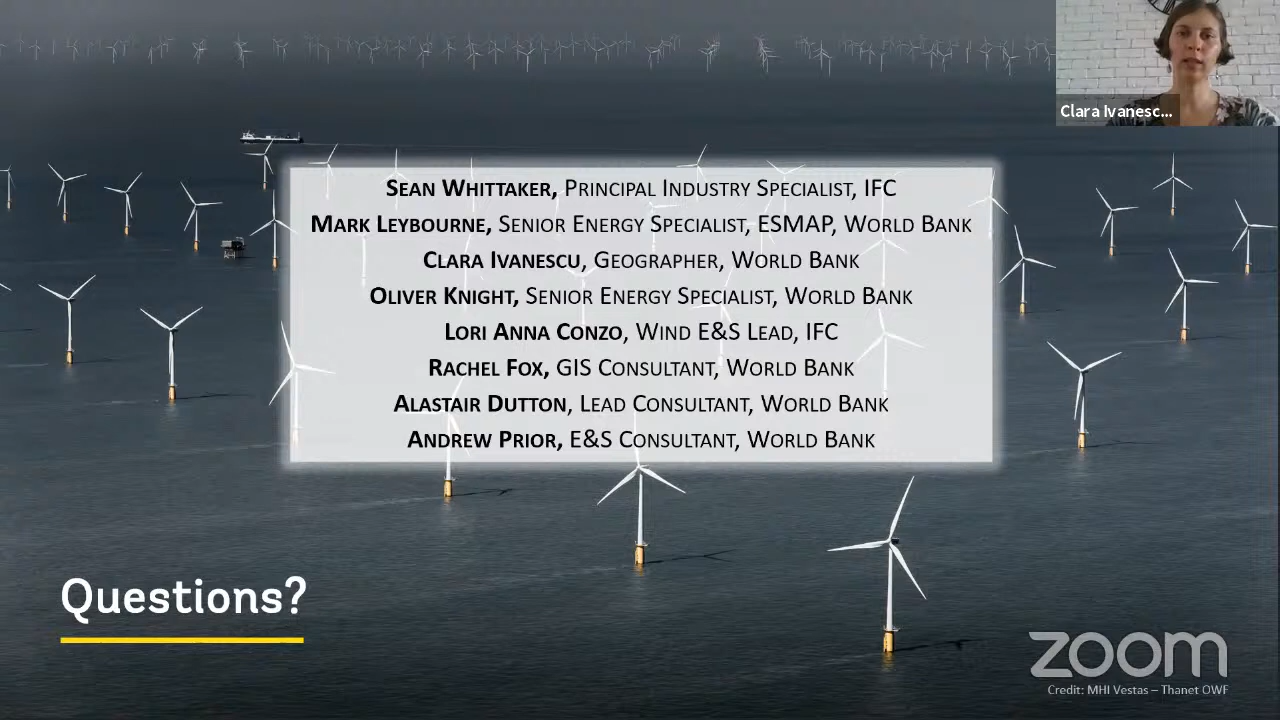 Clara Ivanesc...
Sean Whittaker, Principal Industry Specialist, IFC
Mark Leybourne, Senior Energy Specialist, ESMAP, World Bank
Clara Ivanescu, Geographer, World Bank
Oliver Knight, Senior Energy Specialist, World Bank
Lori Anna Conzo, Wind E&S Lead, IFC
Rachel Fox, GIS Consultant, World Bank
Alastair Dutton, Lead Consultant, World Bank
Andrew Prior, E&S Consultant, World Bank
Questions?
zoom
Credit: MHI Vestas – Thanet OWF